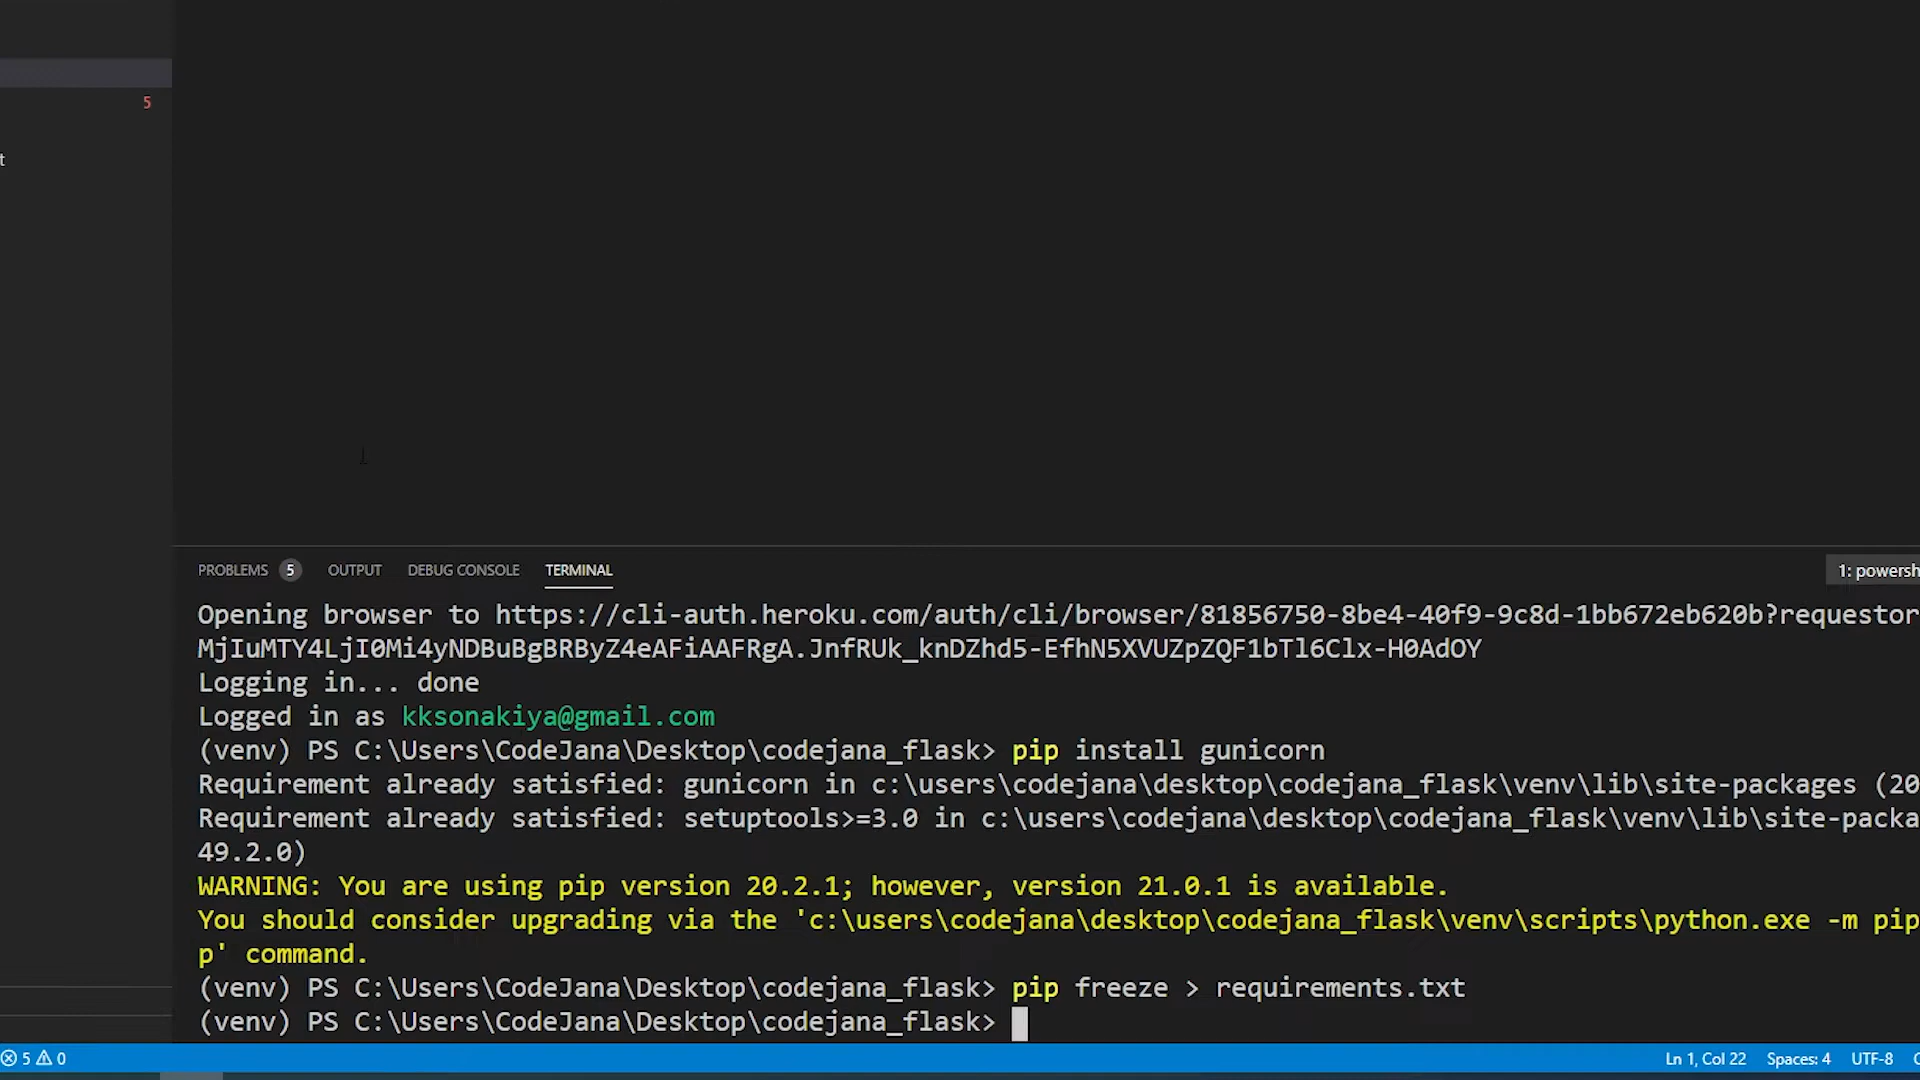 5
t
PROBLEMS 5 OUTPUT DEBUG CONSOLE TERMINAL 1: powersh
Opening browser to https://cli-auth.heroku.com/auth/cli/browser/81856750-8be4-40f9-9c8d-1bb672eb620b?requestor
MjIuMTY4LjI0Mi4yNDBuBgBRByZ4eAFiAAFRgA.JnfRUk_knDZhd5-EfhN5XVUZpZQF1bTl6Clx-H0AdOY
Logging in... done
Logged in as kksonakiya@gmail.com
(venv) PS C:\Users\CodeJana\Desktop\codejana_flask> pip install gunicorn
Requirement already satisfied: gunicorn in c:\users\codejana\desktop\codejana_flask\venv\lib\site-packages (20
Requirement already satisfied: setuptools>=3.0 in c:\users\codejana\desktop\codejana_flask\venv\lib\site-packa
49.2.0)
WARNING: You are using pip version 20.2.1; however, version 21.0.1 is available.
You should consider upgrading via the 'c:\users\codejana\desktop\codejana_flask\venv\scripts\python.exe -m pip
p' command.
(venv) PS C:\Users\CodeJana\Desktop\codejana_flask> pip freeze > requirements.txt
(venv) PS C:\Users\CodeJana\Desktop\codejana_flask>
5 0 Ln 1, Col 22 Spaces: 4 UTF-8